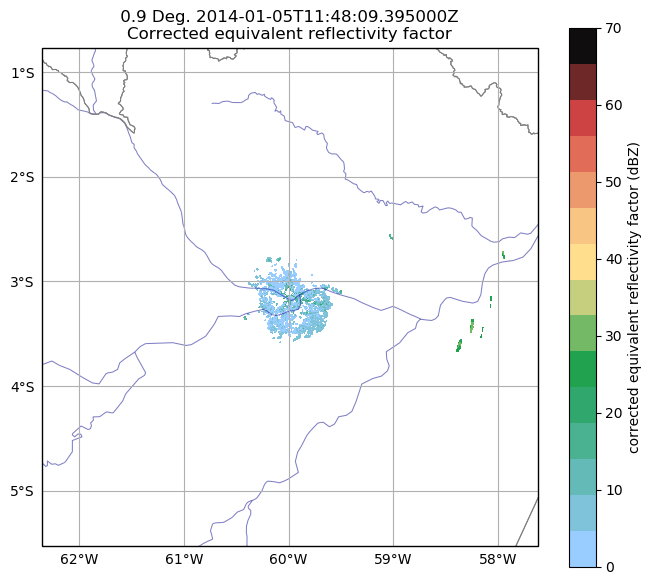 0.9 Deg. 2014-01-05T11:48:09.395000Z
Corrected equivalent reflectivity factor
1°S
2°S
3°S
4°S
5°S
62°W 61°W 60°W 59°W 58°W
70
60
50
40
30
20
10
0
corrected equivalent reflectivity factor (dBZ)